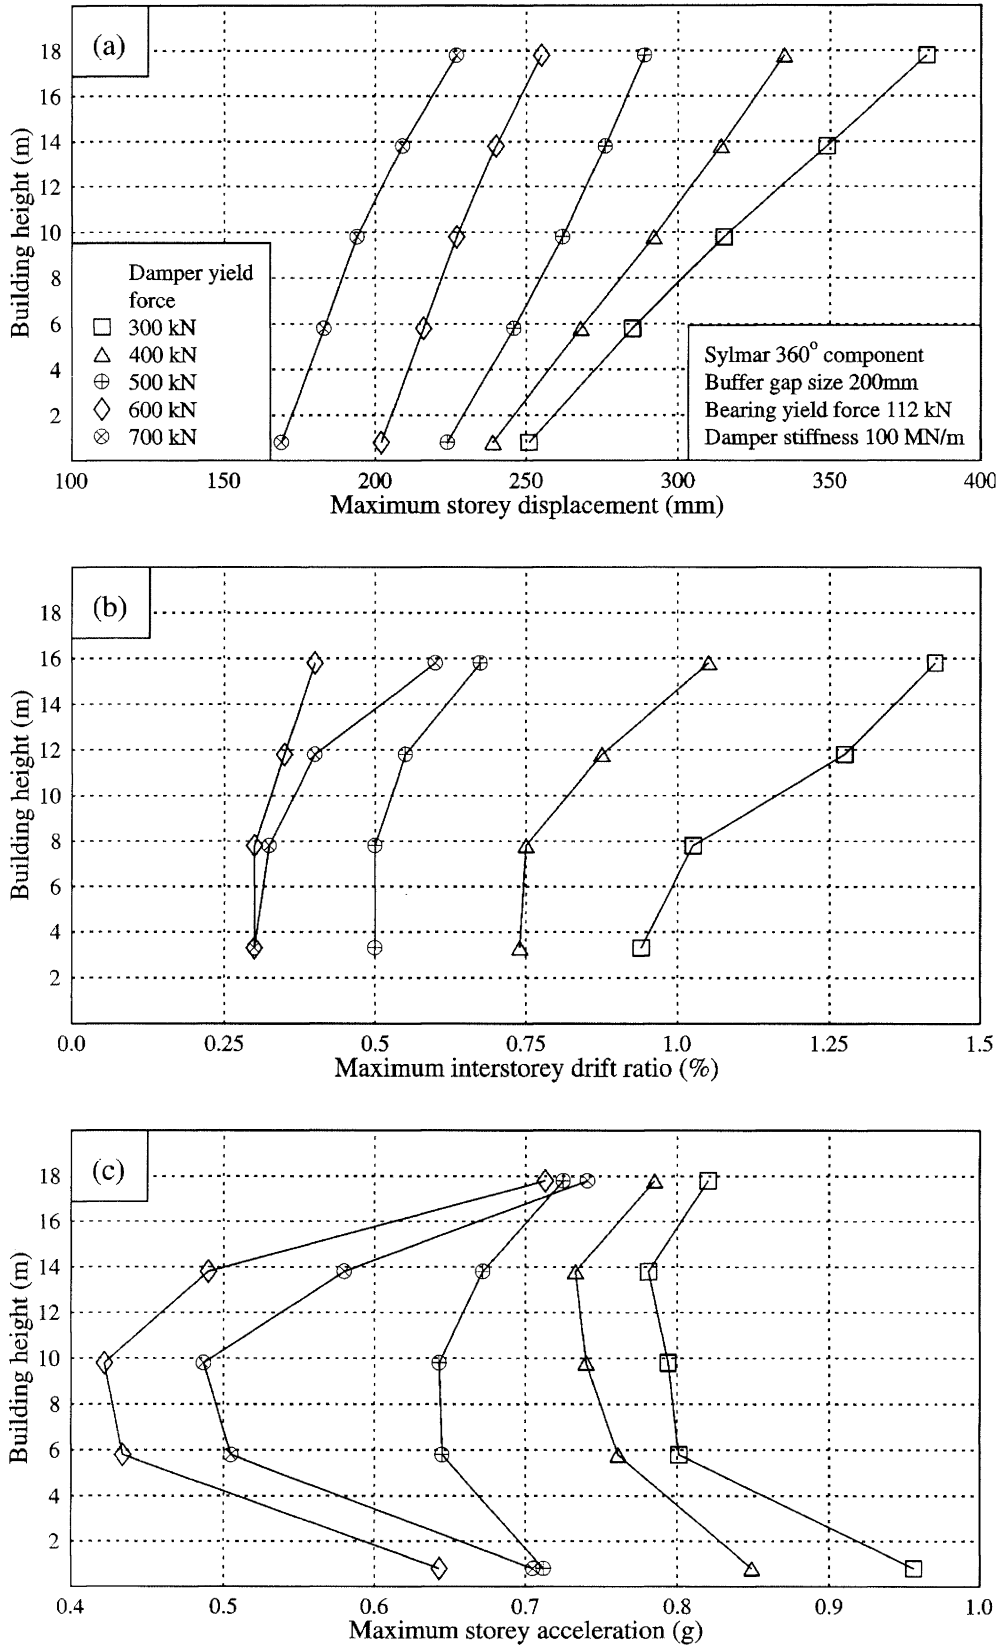 (a)
18
16
14
12
10
8
6
4
2
Building height (m)
Damper yield
force
300 kN
400 kN
500 kN
600 kN
700 kN
Sylmar 360° component
Buffer gap size 200mm
Bearing yield force 112 kN
Damper stiffness 100 MN/m
100 150 200 250 300 350 400
Maximum storey displacement (mm)
(b)
18
16
14
12
10
8
6
4
2
Building height (m)
0.0 0.25 0.5 0.75 1.0 1.25 1.5
Maximum interstorey drift ratio (%)
(c)
18
16
14
12
10
8
6
4
2
Building height (m)
0.4 0.5 0.6 0.7 0.8 0.9 1.0
Maximum storey acceleration (g)